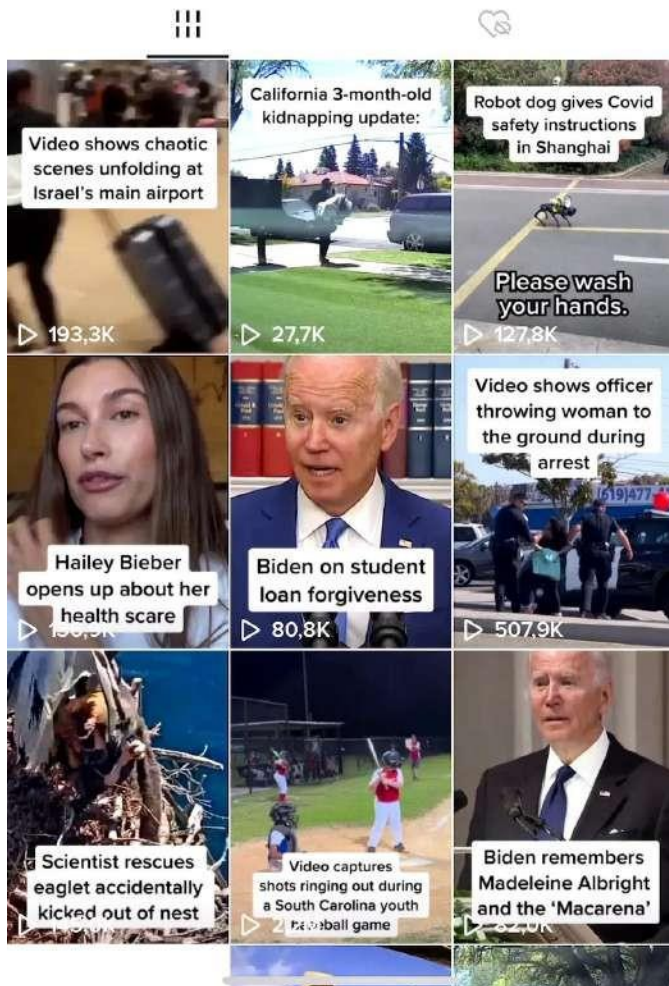 Video shows chaotic
scenes unfolding at
Israel's main airport
193,3K
California 3-month-old
kidnapping update:
27,7K
Robot dog gives Covid
safety instructions
in Shanghai
Please wash
your hands.
127,8K
Hailey Bieber
opens up about her
health scare
Biden on student
loan forgiveness
80,8K
Video shows officer
throwing woman to
the ground during
arrest
(619)477
507,9K
Scientist rescues
eaglet accidentally
kicked out of nest
Video captures
shots ringing out during
a South Carolina youth
baseball game
Biden remembers
Madeleine Albright
and the 'Macarena'
82,0K